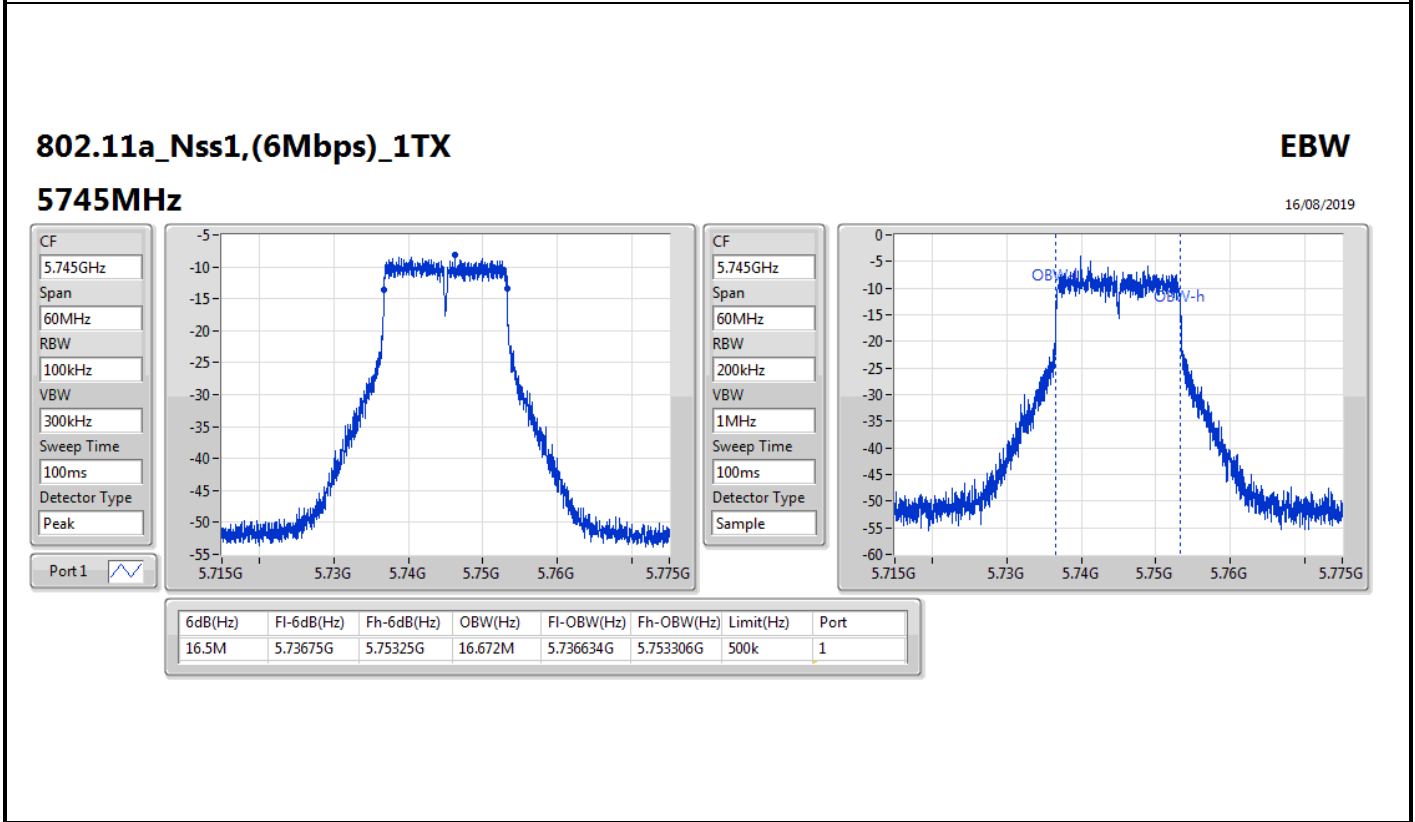 802.11a_Nss1,(6Mbps)_1TX
EBW
5745MHz
16/08/2019
CF
5.745GHz
Span
60MHz
RBW
100kHz
VBW
300kHz
Sweep Time
100ms
Detector Type
Peak
Port 1
-5
-10
-15
-20
-25
-30
-35
-40
-45
-50
-55
5.715G 5.73G 5.74G 5.75G 5.76G 5.775G
CF
5.745GHz
Span
60MHz
RBW
200kHz
VBW
1MHz
Sweep Time
100ms
Detector Type
Sample
0
-5
-10
-15
-20
-25
-30
-35
-40
-45
-50
-55
-60
OBW-h
5.715G 5.73G 5.74G 5.75G 5.76G 5.775G
6dB(Hz) Fl-6dB(Hz) Fh-6dB(Hz) OBW(Hz) Fl-OBW(Hz) Fh-OBW(Hz) Limit(Hz) Port
16.5M 5.73675G 5.75325G 16.672M 5.736634G 5.753306G 500k 1